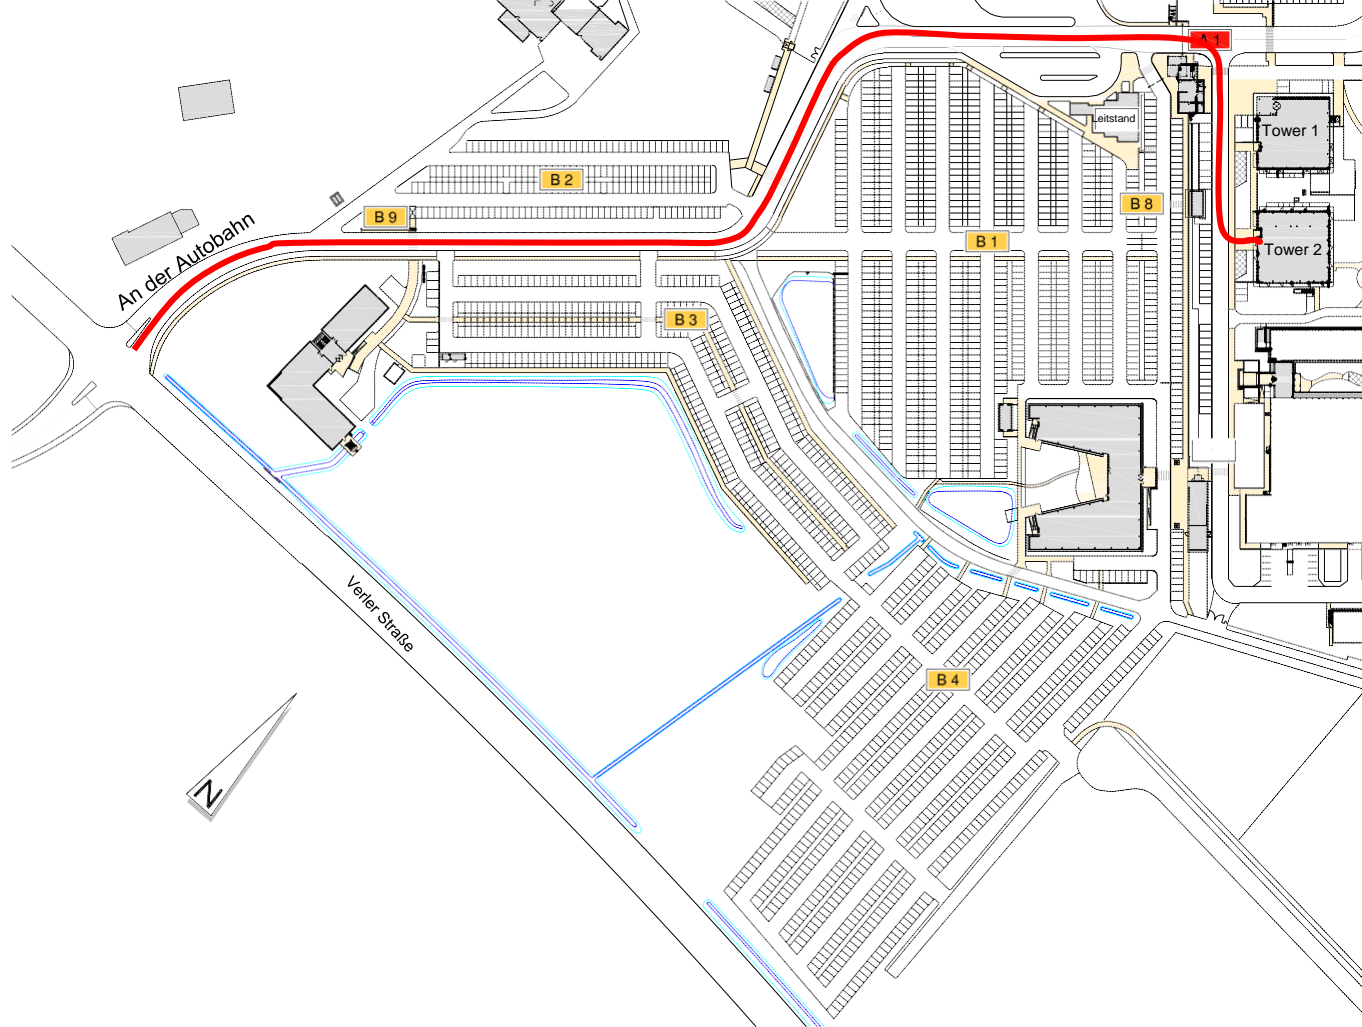 A 1
Leitstand
Tower 1
B 2
B 9
B 8
An der Autobahn
B 1
Tower 2
B 3
Verler Straße
B 4
N